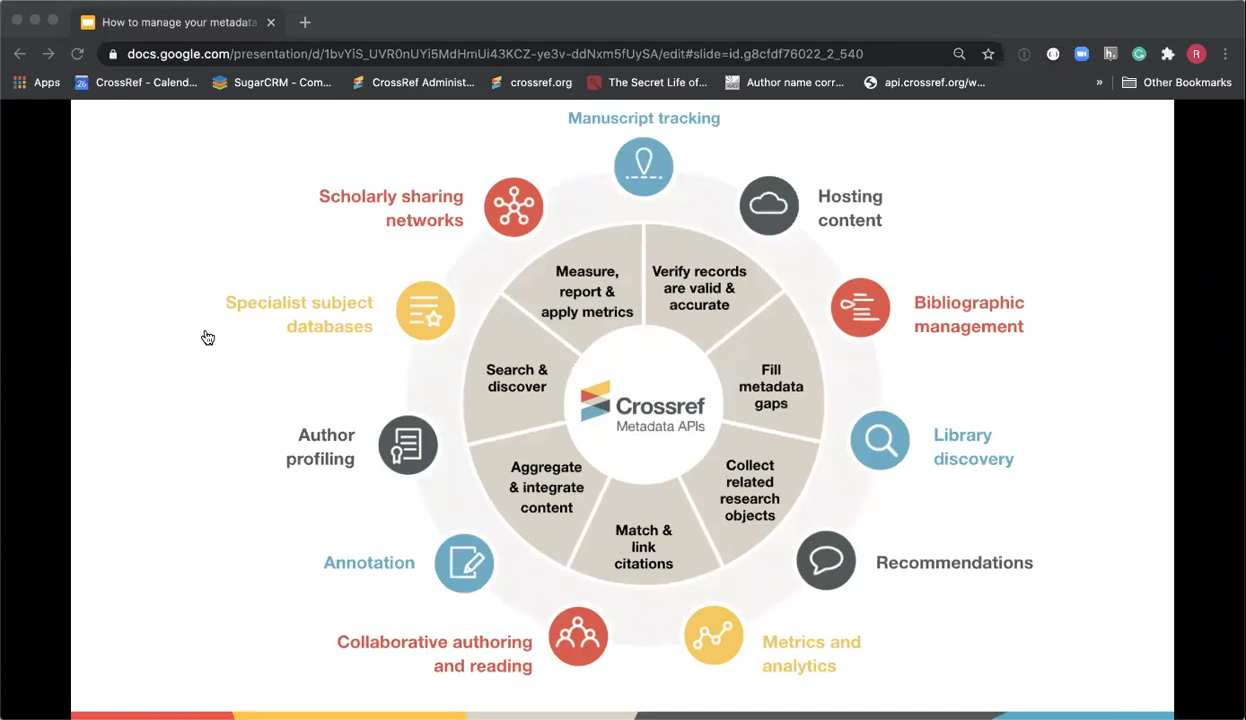 How to manage your metadata
docs.google.com/presentation/d/1bvYiS_UVR0nUYi5MdHmUi43KCZ-ye3v-ddNxm5fUySA/edit#slide=id.g8cfdf76022_2_540
R
Apps
26
CrossRef - Calend...
SugarCRM - Com...
CrossRef Administ...
crossref.org
The Secret Life of...
Author name corr...
api.crossref.org/w...
»
Other Bookmarks
Manuscript tracking
Hosting
content
Bibliographic
management
Library
discovery
Recommendations
Metrics and
analytics
Collaborative authoring
and reading
Annotation
Author
profiling
Specialist subject
databases
Scholarly sharing
networks
Verify records
are valid &
accurate
Fill
metadata
gaps
Collect
related
research
objects
Match &
link
citations
Aggregate
& integrate
content
Search &
discover
Measure,
report &
apply metrics
Crossref
Metadata APIs